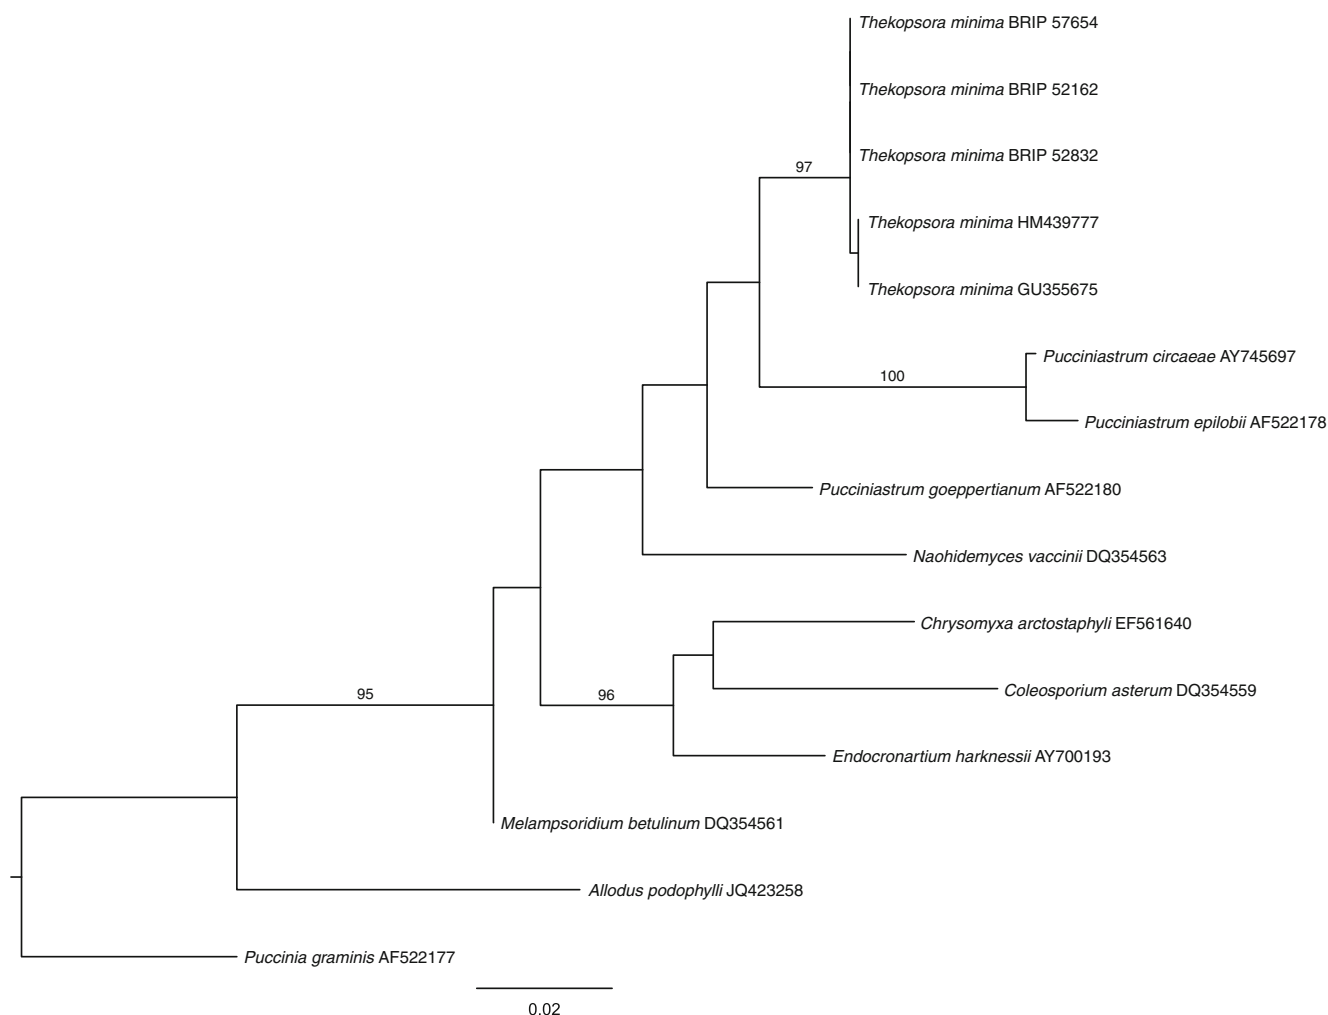 Thekopsora minima BRIP 57654
Thekopsora minima BRIP 52162
Thekopsora minima BRIP 52832
97
Thekopsora minima HM439777
Thekopsora minima GU355675
Pucciniastrum circaeae AY745697
100
Pucciniastrum epilobii AF522178
Pucciniastrum goeppertianum AF522180
Naohidemyces vaccinii DQ354563
Chrysomyxa arctostaphyli EF561640
Coleosporium asterum DQ354559
95
96
Endocronartium harknessii AY700193
Melampsoridium betulinum DQ354561
Allodus podophylli JQ423258
Puccinia graminis AF522177
0.02